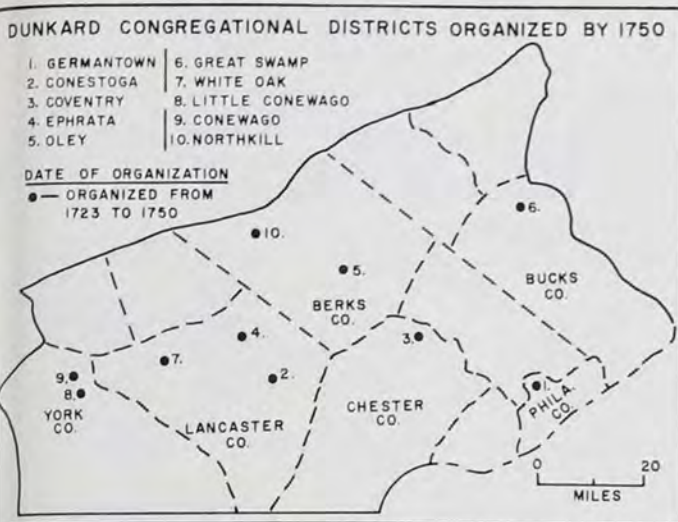 DUNKARD CONGREGATIONAL DISTRICTS ORGANIZED BY 1750
1. GERMANTOWN
2. CONESTOGA
3. COVENTRY
4. EPHRATA
5. OLEY
6. GREAT SWAMP
7. WHITE OAK
8. LITTLE CONEWAGO
9. CONEWAGO
10. NORTHKILL
DATE OF ORGANIZATION
●— ORGANIZED FROM
1723 TO 1750
6.
10.
5.
BUCKS
CO.
BERKS
CO.
4.
3.
7.
9.
2.
8.
1.
YORK
CO.
LANCASTER
CO.
CHESTER
CO.
PHILA.
CO.
0 20
MILES